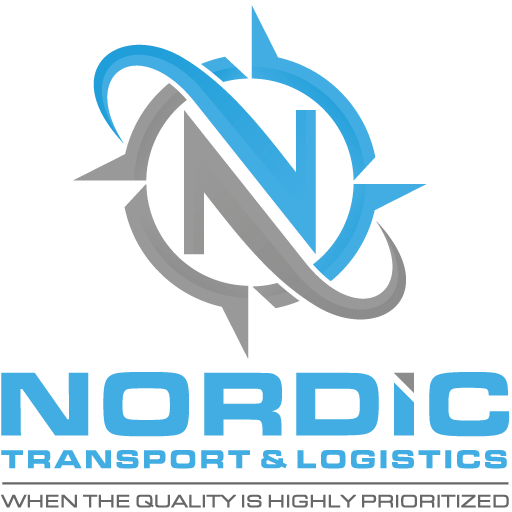 N
NORDiC
TRANSPORT & LOGISTICS
WHEN THE QUALITY IS HIGHLY PRIORITIZED